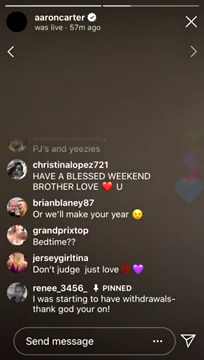 aaroncarter
was live · 57m ago
PJ's and yeezies
christinalopez721
HAVE A BLESSED WEEKEND
BROTHER LOVE ❤️ U
brianblaney87
Or we'll make your year 😉
grandprixtop
Bedtime??
jerseygirltina
Don't judge just love ❤️💜
renee_3456_ PINNED
I was starting to have withdrawals-
thank god your on!
Send message